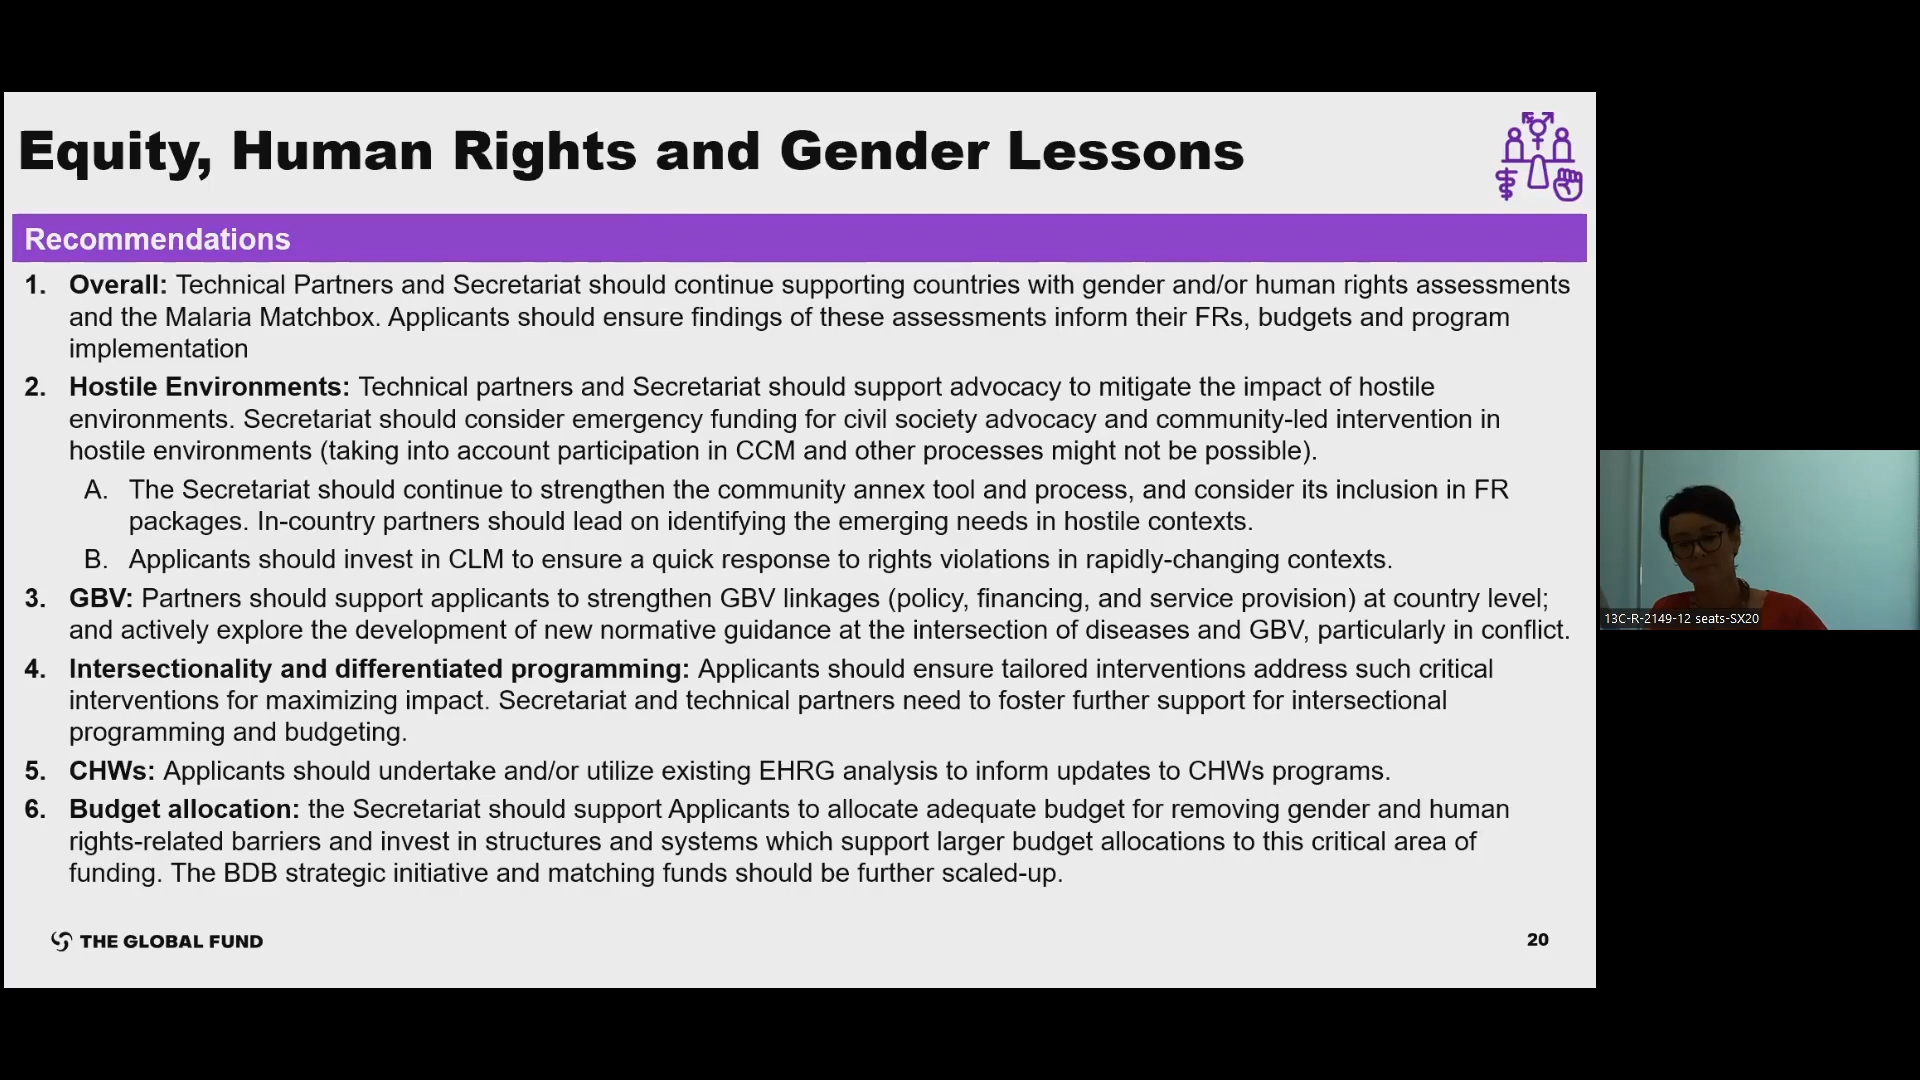 Equity, Human Rights and Gender Lessons
Recommendations
1. Overall: Technical Partners and Secretariat should continue supporting countries with gender and/or human rights assessments
and the Malaria Matchbox. Applicants should ensure findings of these assessments inform their FRs, budgets and program
implementation
2. Hostile Environments: Technical partners and Secretariat should support advocacy to mitigate the impact of hostile
environments. Secretariat should consider emergency funding for civil society advocacy and community-led intervention in
hostile environments (taking into account participation in CCM and other processes might not be possible).
A. The Secretariat should continue to strengthen the community annex tool and process, and consider its inclusion in FR
packages. In-country partners should lead on identifying the emerging needs in hostile contexts.
B. Applicants should invest in CLM to ensure a quick response to rights violations in rapidly-changing contexts.
3. GBV: Partners should support applicants to strengthen GBV linkages (policy, financing, and service provision) at country level;
and actively explore the development of new normative guidance at the intersection of diseases and GBV, particularly in conflict.
4. Intersectionality and differentiated programming: Applicants should ensure tailored interventions address such critical
interventions for maximizing impact. Secretariat and technical partners need to foster further support for intersectional
programming and budgeting.
5. CHWs: Applicants should undertake and/or utilize existing EHRG analysis to inform updates to CHWs programs.
6. Budget allocation: the Secretariat should support Applicants to allocate adequate budget for removing gender and human
rights-related barriers and invest in structures and systems which support larger budget allocations to this critical area of
funding. The BDB strategic initiative and matching funds should be further scaled-up.
THE GLOBAL FUND
20
13C-R-2149-12 seats-SX20